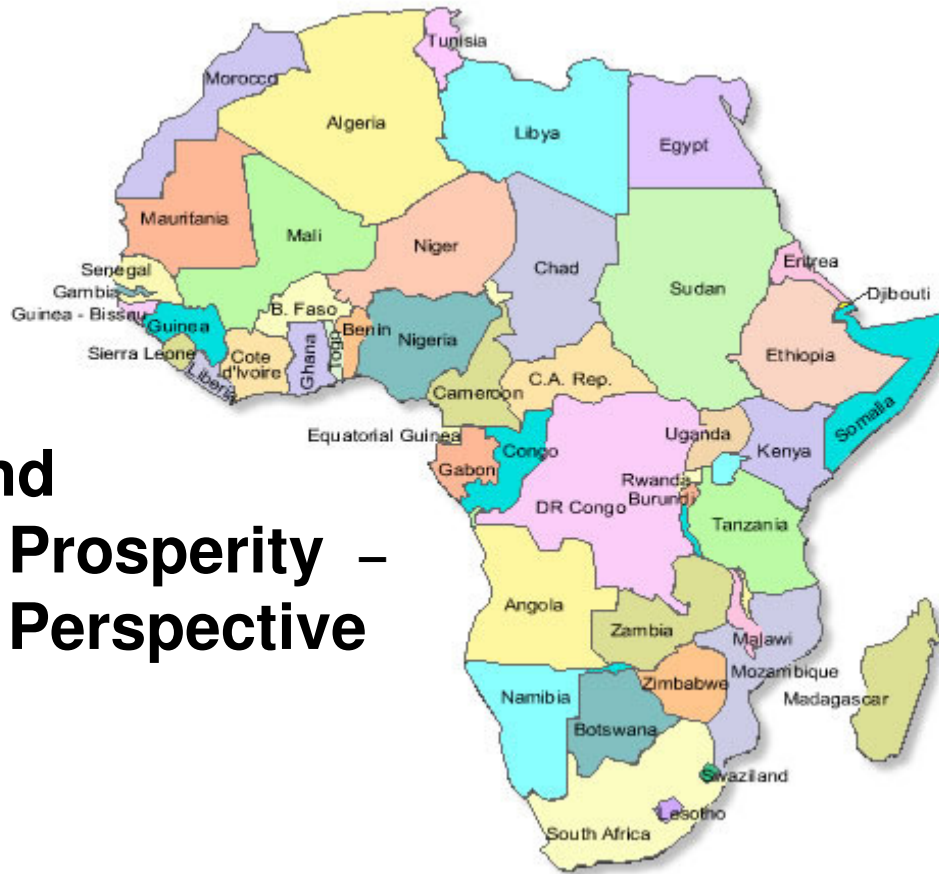 Tunisia
Morocco
Algeria
Libya
Egypt
Mauritania
Mali
Niger
Chad
Sudan
Eritrea
Senegal
Gambia
Djibouti
Guinea - Bissau
Guinea
B. Faso
Benin
Nigeria
Ethiopia
Sierra Leone
Liberia
Cote
d'Ivoire
Ghana
Togo
Cameroon
C.A. Rep.
Somalia
Equatorial Guinea
Congo
Uganda
Kenya
Gabon
Rwanda
Burundi
DR Congo
Tanzania
nd
Prosperity –
Perspective
Angola
Zambia
Malawi
Mozambique
Zimbabwe
Madagascar
Namibia
Botswana
Swaziland
Lesotho
South Africa